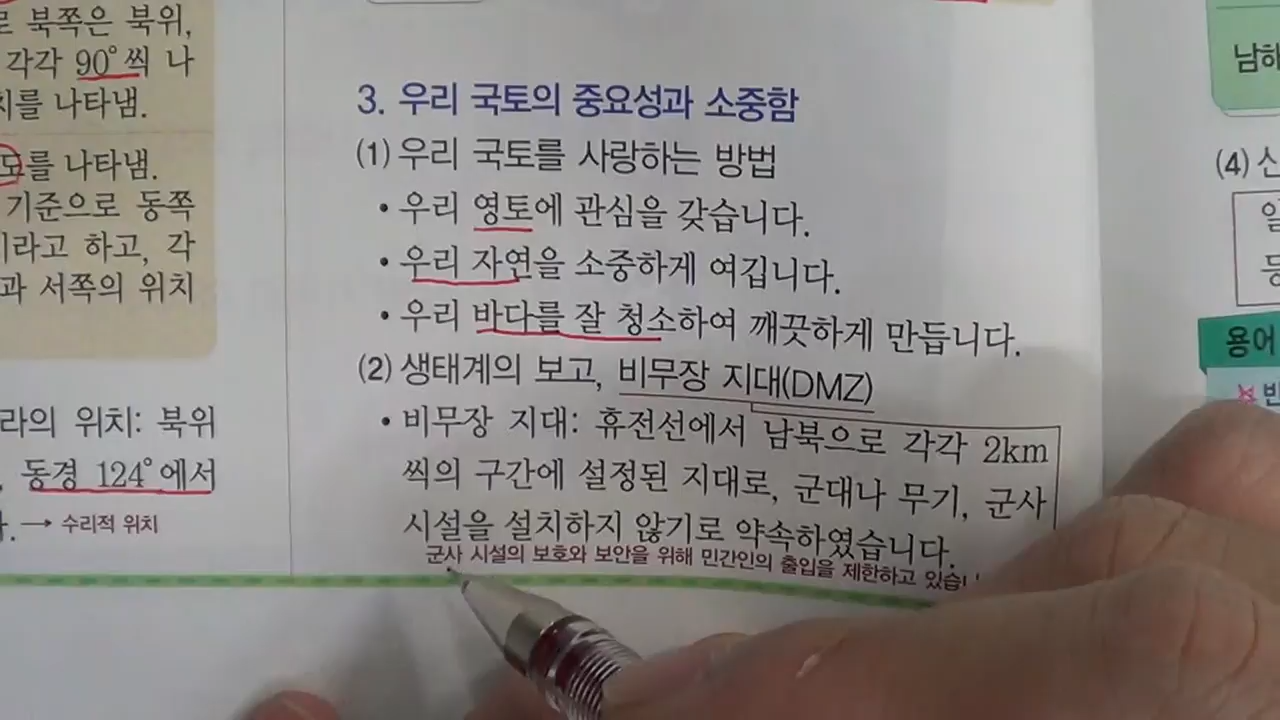 로 북쪽은 북위,
각각 90°씩 나
치를 나타냄.
도를 나타냄.
기준으로 동쪽
이라고 하고, 각
과 서쪽의 위치
라의 위치: 북위
, 동경 124°에서
. → 수리적 위치
3. 우리 국토의 중요성과 소중함
(1) 우리 국토를 사랑하는 방법
• 우리 영토에 관심을 갖습니다.
• 우리 자연을 소중하게 여깁니다.
• 우리 바다를 잘 청소하여 깨끗하게 만듭니다.
(2) 생태계의 보고, 비무장 지대(DMZ)
• 비무장 지대: 휴전선에서 남북으로 각각 2km
씩의 구간에 설정된 지대로, 군대나 무기, 군사
시설을 설치하지 않기로 약속하였습니다.
군사 시설의 보호와 보안을 위해 민간인의 출입을 제한하고 있습니
남해
(4) 신
용어